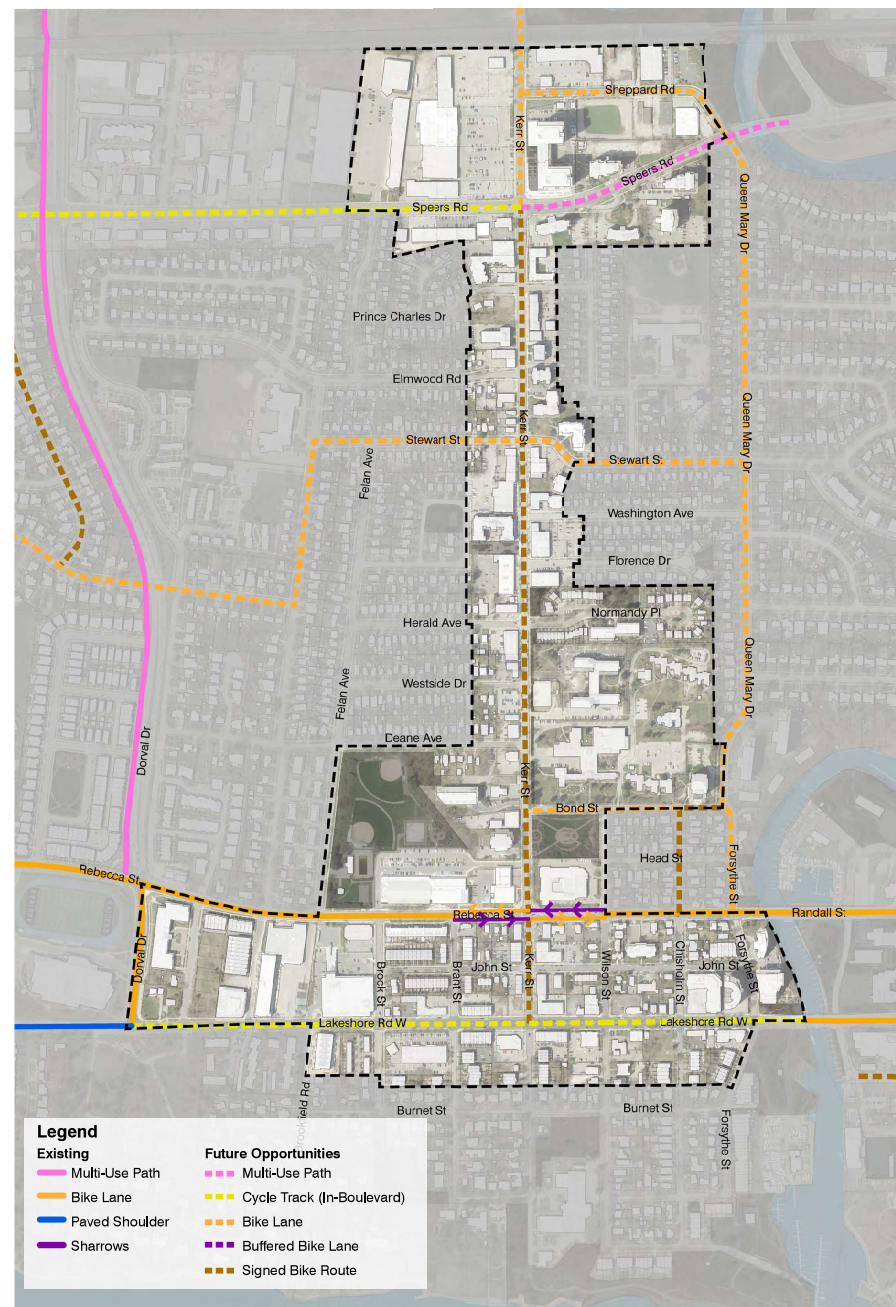 Sheppard Rd
Kerr St
Speers Rd
Queen Mary Dr
Speers Rd
Prince Charles Dr
Elmwood Rd
Queen Mary Dr
Kerr St
Stewart St
Felan Ave
Stewart St
Washington Ave
Florence Dr
Normandy Pl
Herald Ave
Queen Mary Dr
Westside Dr
Felan Ave
Deane Ave
Dorval Dr
Kerr St
Bond St
Head St
Forsythe St
Rebecca St
Rebecca St
Randall St
Dorval Dr
Brock St
Brant St
John St
Kerr St
Wilson St
Chisholm St
John St
Forsythe St
Lakeshore Rd W
Lakeshore Rd W
Brookfield Rd
Burnet St
Burnet St
Forsythe St
Legend
Existing
Multi-Use Path
Bike Lane
Paved Shoulder
Sharrows
Future Opportunities
Multi-Use Path
Cycle Track (In-Boulevard)
Bike Lane
Buffered Bike Lane
Signed Bike Route